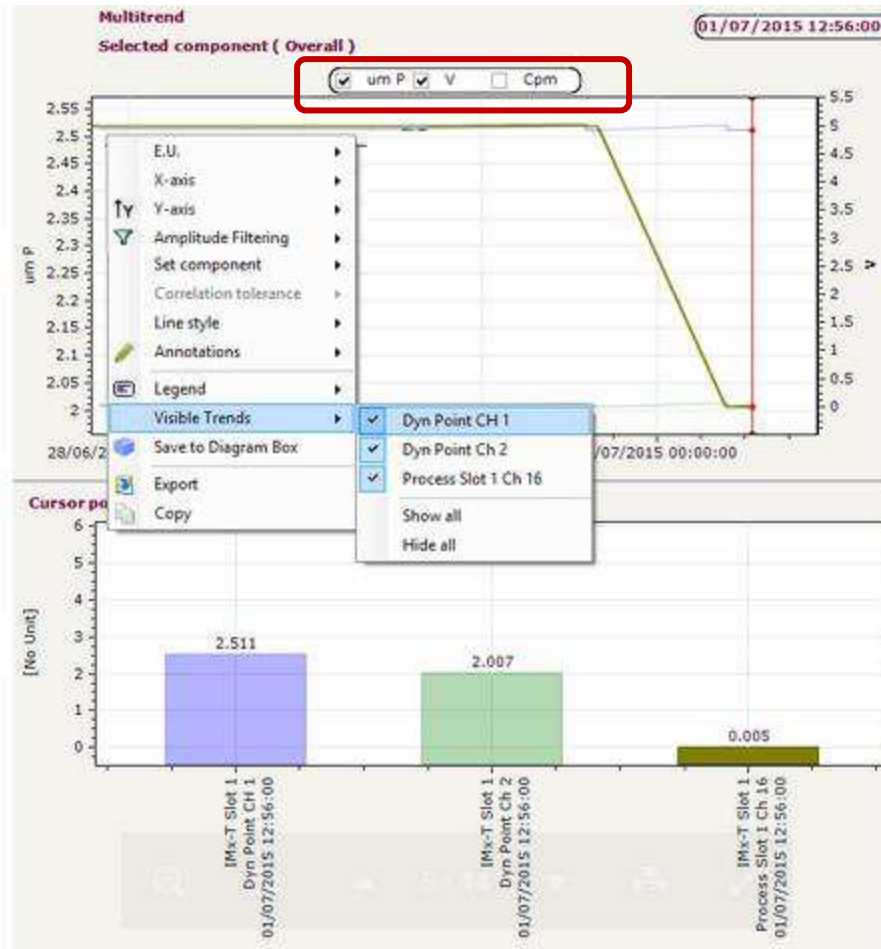 Multitrend
01/07/2015 12:56:00
Selected component ( Overall )
um P V Cpm
2.55
2.5
2.45
2.4
2.35
2.3
2.25
2.2
2.15
2.1
2.05
2
um P
5.5
5
4.5
4
3.5
3
2.5
2
1.5
1
0.5
0
V
E.U.
X-axis
Y-axis
Amplitude Filtering
Set component
Correlation tolerance
Line style
Annotations
Legend
Visible Trends
Save to Diagram Box
Export
Copy
Dyn Point CH 1
Dyn Point Ch 2
Process Slot 1 Ch 16
Show all
Hide all
28/06/2
/07/2015 00:00:00
Cursor po
6
5
4
3
2
1
0
[No Unit]
2.511
2.007
0.005
IMx-T Slot 1
Dyn Point CH 1
01/07/2015 12:56:00
IMx-T Slot 1
Dyn Point Ch 2
01/07/2015 12:56:00
IMx-T Slot 1
Process Slot 1 Ch 16
01/07/2015 12:56:00